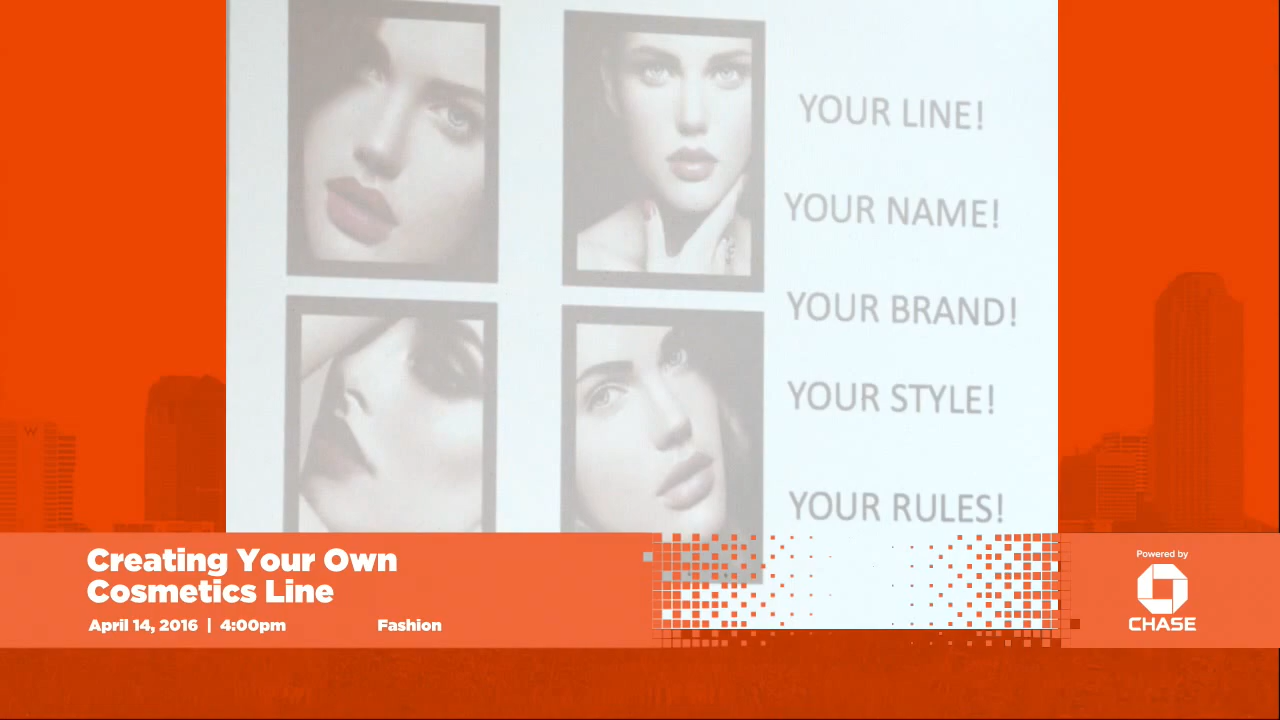 YOUR LINE!
YOUR NAME!
YOUR BRAND!
YOUR STYLE!
YOUR RULES!
Creating Your Own
Cosmetics Line
April 14, 2016 | 4:00pm
Fashion
Powered by
CHASE
W